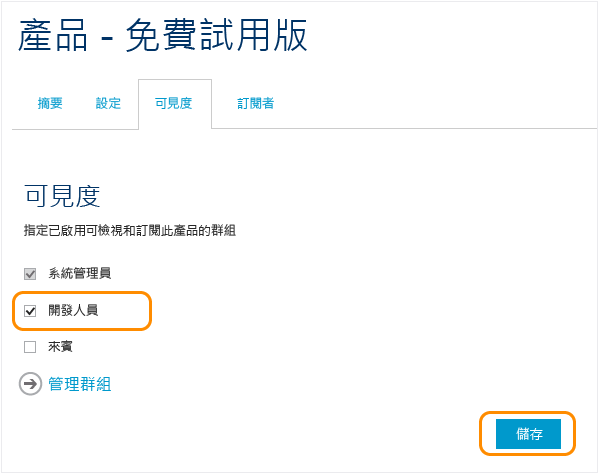 產品 - 免費試用版
摘要 設定 可見度 訂閱者
可見度
指定已啟用可檢視和訂閱此產品的群組
系統管理員
開發人員
來賓
管理群組
儲存